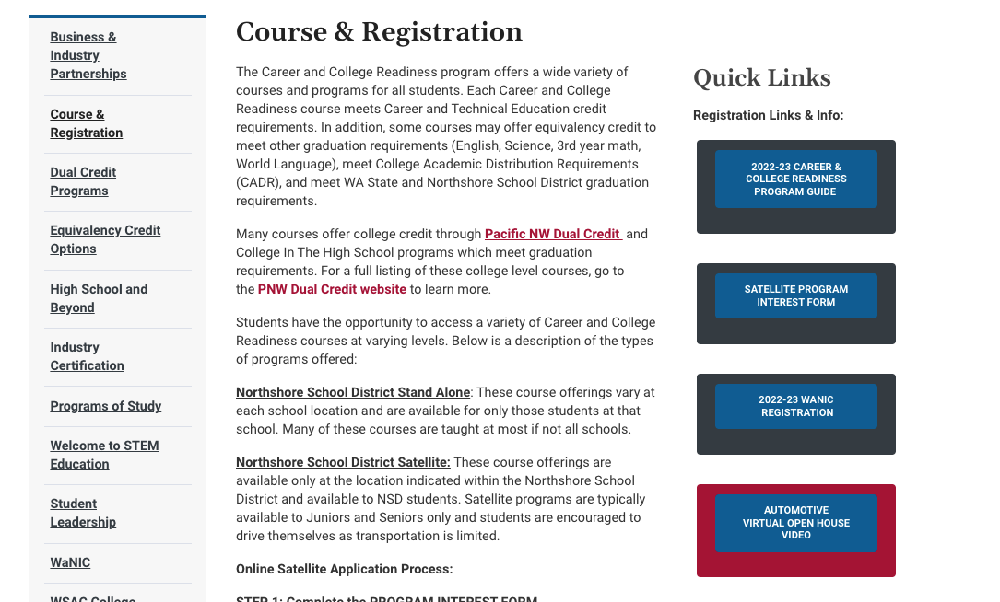 Business &
Industry
Partnerships
Course &
Registration
Dual Credit
Programs
Equivalency Credit
Options
High School and
Beyond
Industry
Certification
Programs of Study
Welcome to STEM
Education
Student
Leadership
WaNIC
WSAC College
Course & Registration
The Career and College Readiness program offers a wide variety of
courses and programs for all students. Each Career and College
Readiness course meets Career and Technical Education credit
requirements. In addition, some courses may offer equivalency credit to
meet other graduation requirements (English, Science, 3rd year math,
World Language), meet College Academic Distribution Requirements
(CADR), and meet WA State and Northshore School District graduation
requirements.
Many courses offer college credit through Pacific NW Dual Credit  and
College In The High School programs which meet graduation
requirements. For a full listing of these college level courses, go to
the PNW Dual Credit website to learn more.
Students have the opportunity to access a variety of Career and College
Readiness courses at varying levels. Below is a description of the types
of programs offered:
Northshore School District Stand Alone: These course offerings vary at
each school location and are available for only those students at that
school. Many of these courses are taught at most if not all schools.
Northshore School District Satellite: These course offerings are
available only at the location indicated within the Northshore School
District and available to NSD students. Satellite programs are typically
available to Juniors and Seniors only and students are encouraged to
drive themselves as transportation is limited.
Online Satellite Application Process:
STEP 1: Complete the PROGRAM INTEREST FORM
Quick Links
Registration Links & Info:
2022-23 CAREER &
COLLEGE READINESS
PROGRAM GUIDE
SATELLITE PROGRAM
INTEREST FORM
2022-23 WANIC
REGISTRATION
AUTOMOTIVE
VIRTUAL OPEN HOUSE
VIDEO